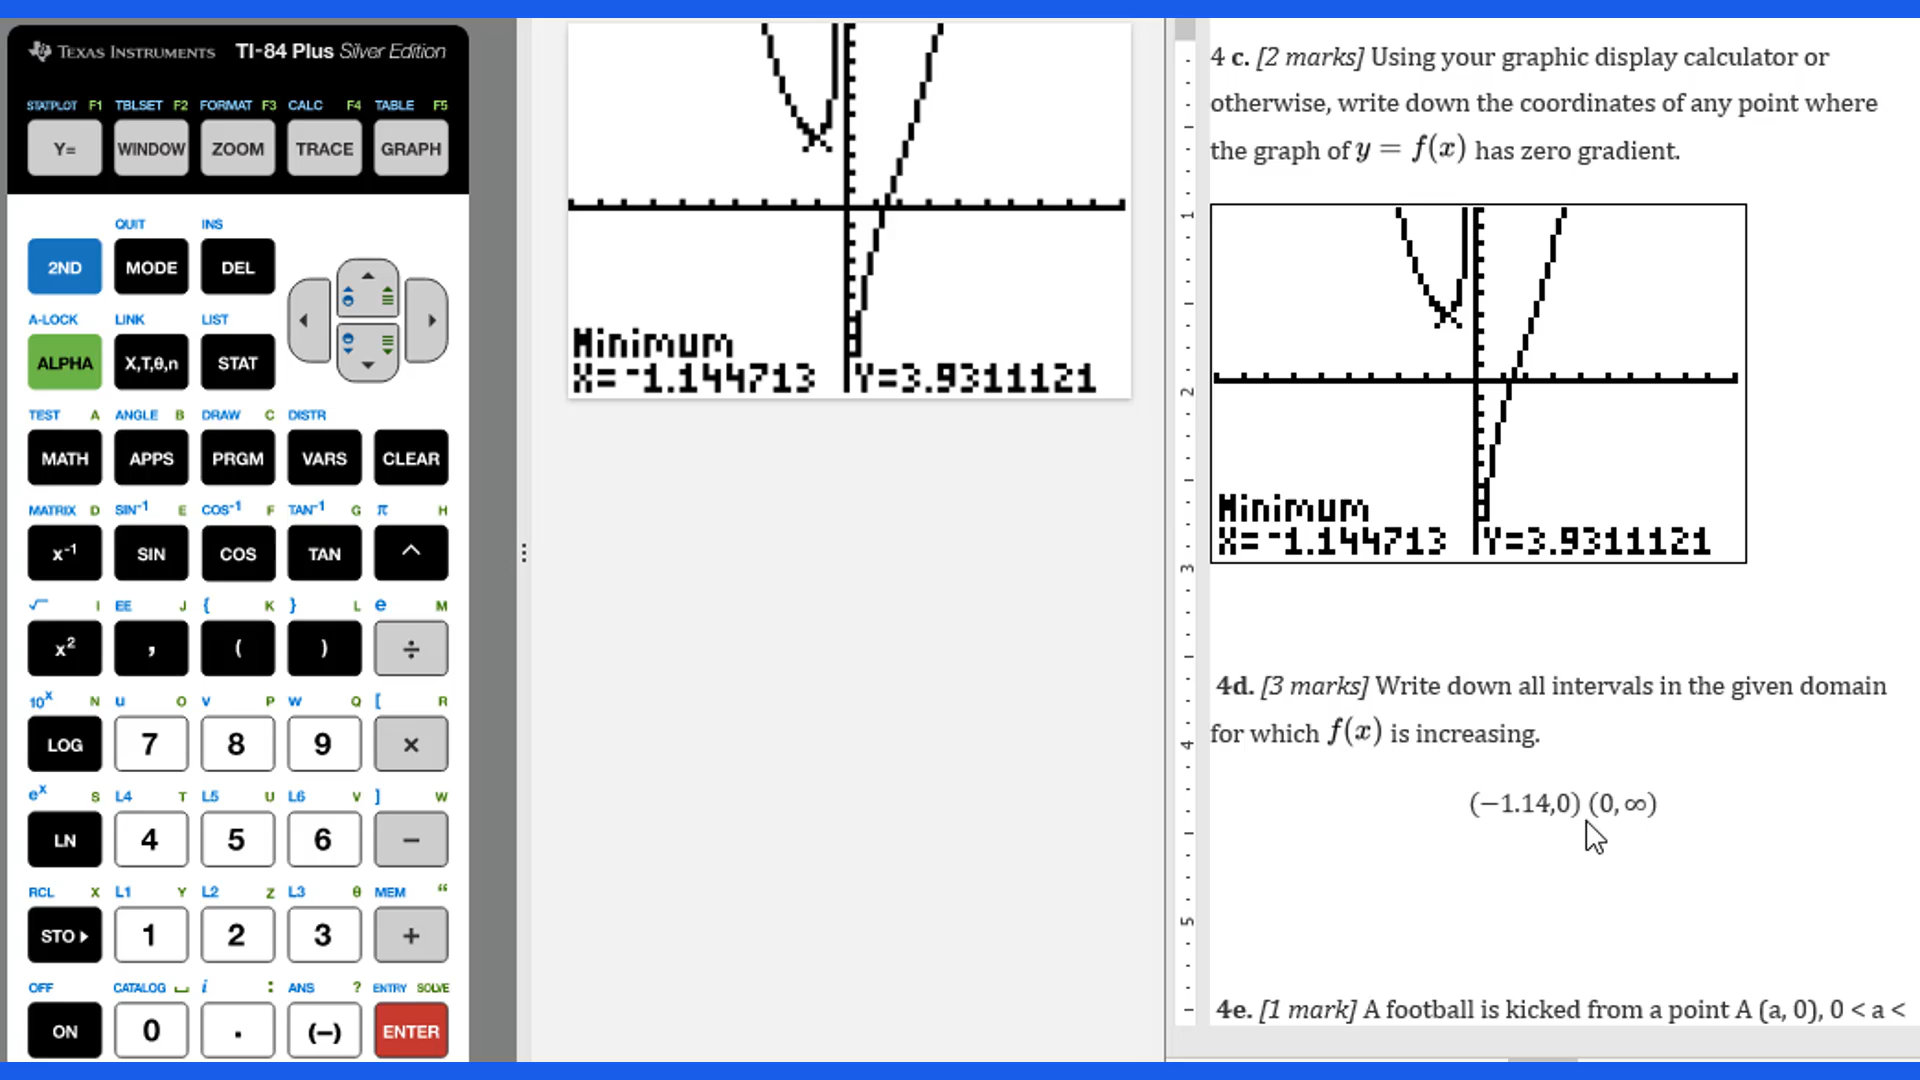 TEXAS INSTRUMENTS TI-84 Plus Silver Edition
STATPLOT F1 TBLSET F2 FORMAT F3 CALC F4 TABLE F5
Y= WINDOW ZOOM TRACE GRAPH
QUIT INS
2ND MODE DEL
A-LOCK LINK LIST
ALPHA X,T,θ,n STAT
TEST A ANGLE B DRAW C DISTR
MATH APPS PRGM VARS CLEAR
MATRIX D SIN⁻¹ E COS⁻¹ F TAN⁻¹ G π H
x⁻¹ SIN COS TAN ^
√ I EE J { K } L e M
x² , ( ) ÷
10ˣ N u O v P w Q [ R
LOG 7 8 9 ×
eˣ S L4 T L5 U L6 V ] W
LN 4 5 6 −
RCL X L1 Y L2 Z L3 θ MEM “
STO▸ 1 2 3 +
OFF CATALOG ⎵ i : ANS ? ENTRY SOLVE
ON 0 . (−) ENTER
Minimum
X=-1.144713 Y=3.9311121
1
2
3
4
5
4 c. [2 marks] Using your graphic display calculator or
otherwise, write down the coordinates of any point where
the graph of y = f(x) has zero gradient.
Minimum
X=-1.144713 Y=3.9311121
4d. [3 marks] Write down all intervals in the given domain
for which f(x) is increasing.
(−1.14,0) (0, ∞)
4e. [1 mark] A football is kicked from a point A (a, 0), 0 < a <